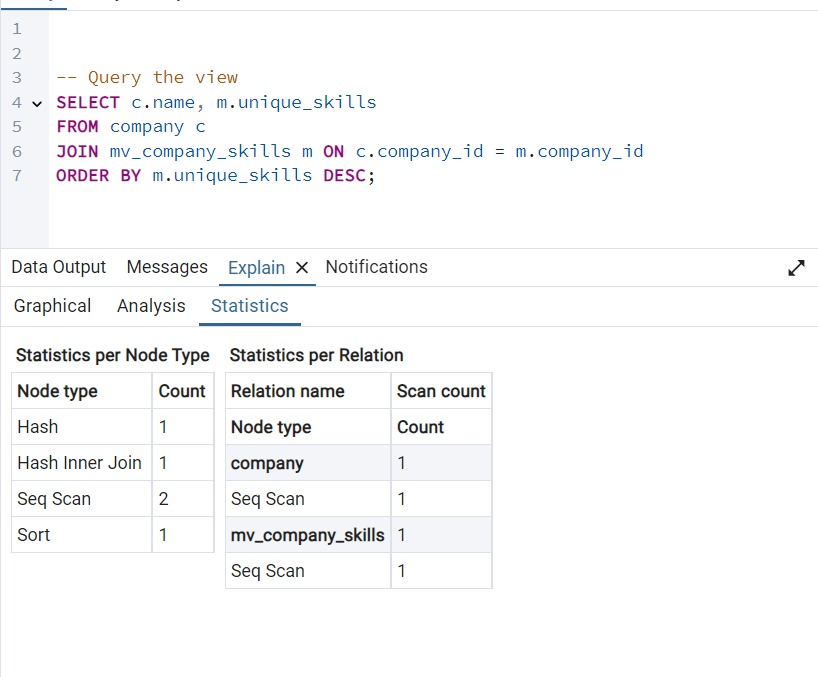 1
2
3 -- Query the view
4 SELECT c.name, m.unique_skills
5 FROM company c
6 JOIN mv_company_skills m ON c.company_id = m.company_id
7 ORDER BY m.unique_skills DESC;
Data Output Messages Explain Notifications
Graphical Analysis Statistics
Statistics per Node Type
Node type Count
Hash 1
Hash Inner Join 1
Seq Scan 2
Sort 1
Statistics per Relation
Relation name Scan count
Node type Count
company 1
Seq Scan 1
mv_company_skills 1
Seq Scan 1